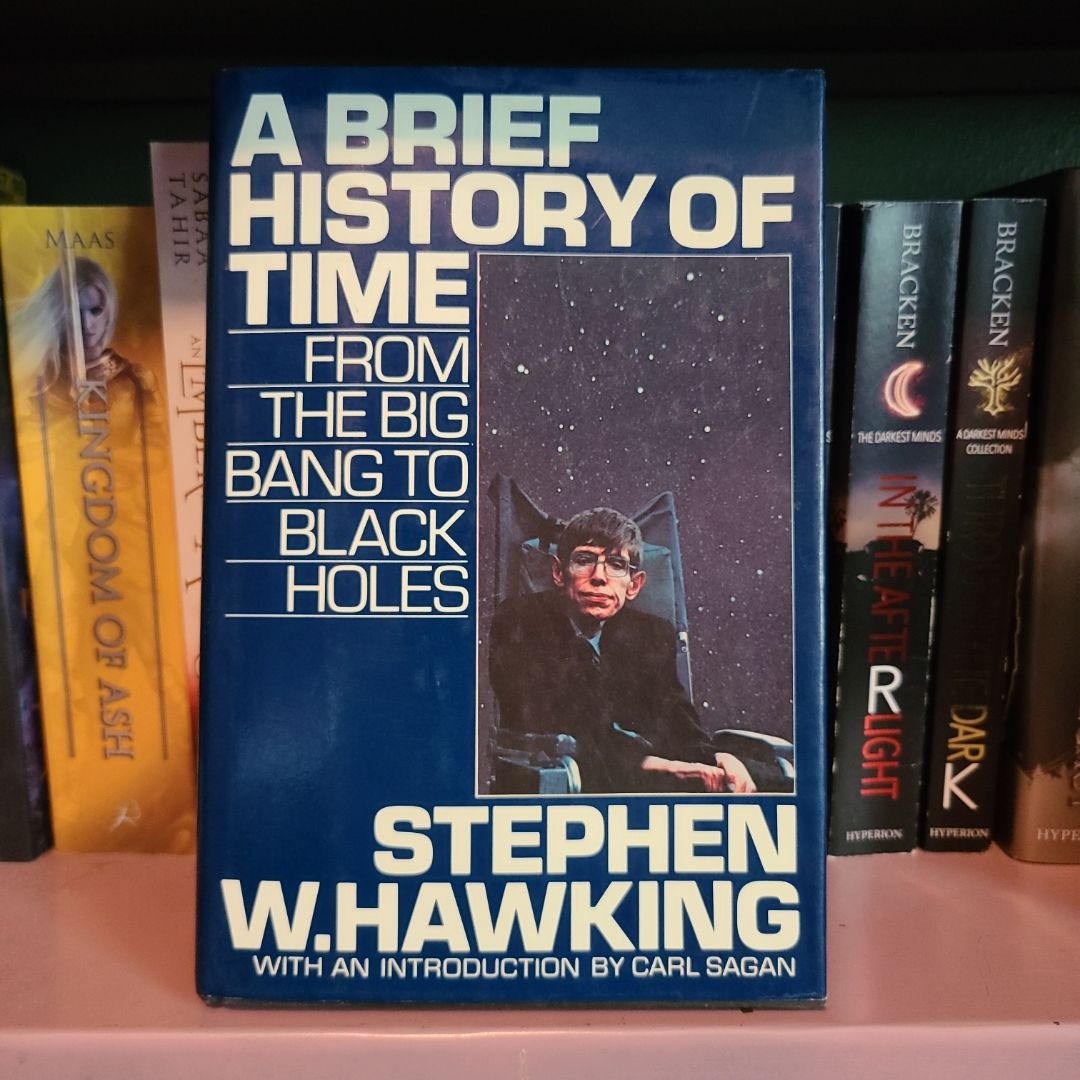 A BRIEF
HISTORY OF
TIME
FROM
THE BIG
BANG TO
BLACK
HOLES
STEPHEN
W. HAWKING
WITH AN INTRODUCTION BY CARL SAGAN
MAAS
KINGDOM OF ASH
SABAA
TAHIR
AN
BRACKEN
THE DARKEST MINDS
IN THE AFTERLIGHT
HYPERION
BRACKEN
A DARKEST MINDS
COLLECTION
DARK
HYPERION